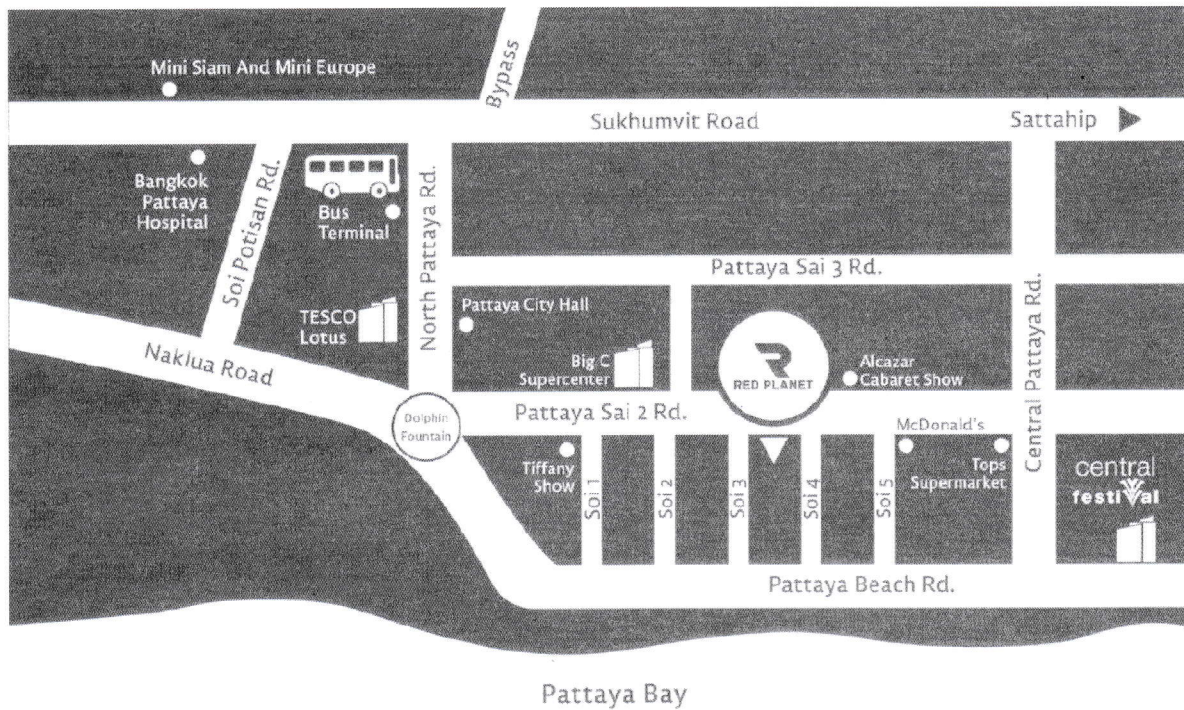 Mini Siam And Mini Europe
Bypass
Sukhumvit Road
Sattahip
Bangkok
Pattaya
Hospital
Soi Potisan Rd.
Bus
Terminal
North Pattaya Rd.
Pattaya Sai 3 Rd.
TESCO
Lotus
Pattaya City Hall
Big C
Supercenter
RED PLANET
Alcazar
Cabaret Show
Central Pattaya Rd.
Naklua Road
Dolphin
Fountain
Pattaya Sai 2 Rd.
McDonald's
Tiffany
Show
Soi 1
Soi 2
Soi 3
Soi 4
Soi 5
Tops
Supermarket
central
festival
Pattaya Beach Rd.
Pattaya Bay